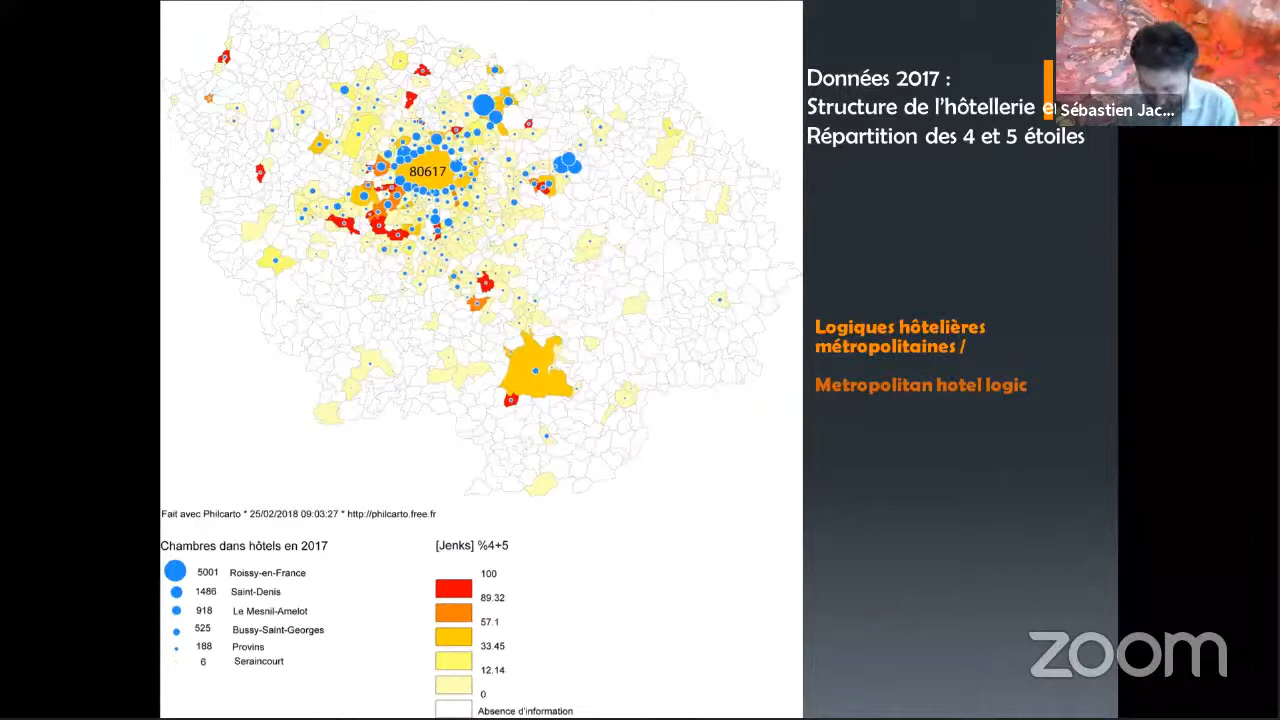 Données 2017 :
Structure de l'hôtellerie e
Répartition des 4 et 5 étoiles
Sébastien Jac...
80617
Logiques hôtelières
métropolitaines /
Metropolitan hotel logic
Fait avec Philcarto * 25/02/2018 09:03:27 * http://philcarto.free.fr
Chambres dans hôtels en 2017
5001 Roissy-en-France
1486 Saint-Denis
918 Le Mesnil-Amelot
525 Bussy-Saint-Georges
188 Provins
6 Seraincourt
[Jenks] %4+5
100
89.32
57.1
33.45
12.14
0
Absence d'information
zoom